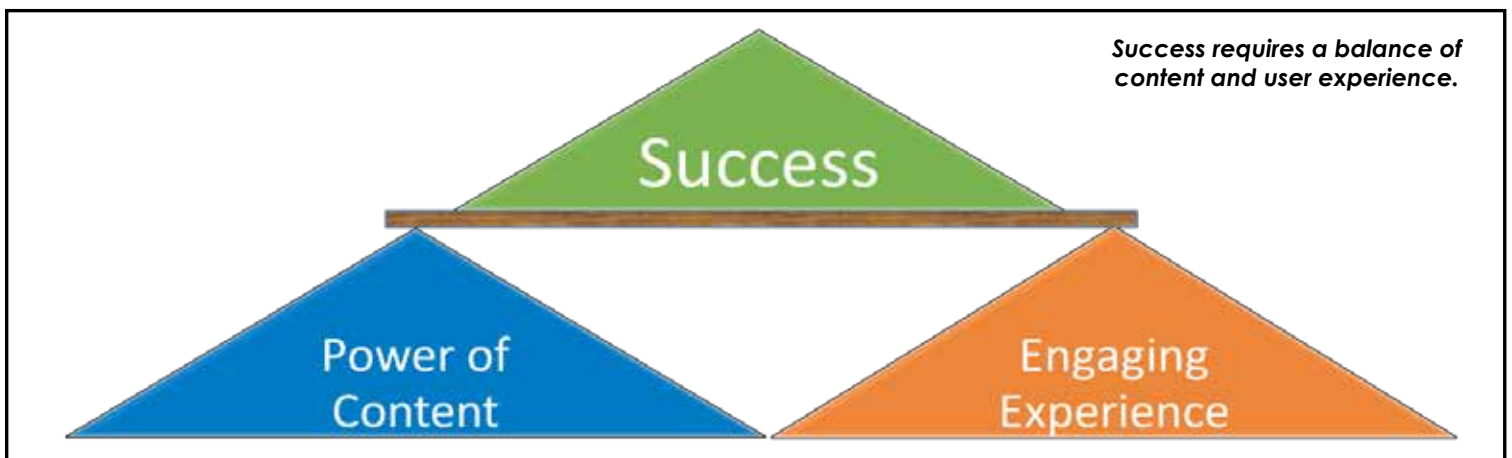 Success requires a balance of
content and user experience.
Success
Power of
Content
Engaging
Experience